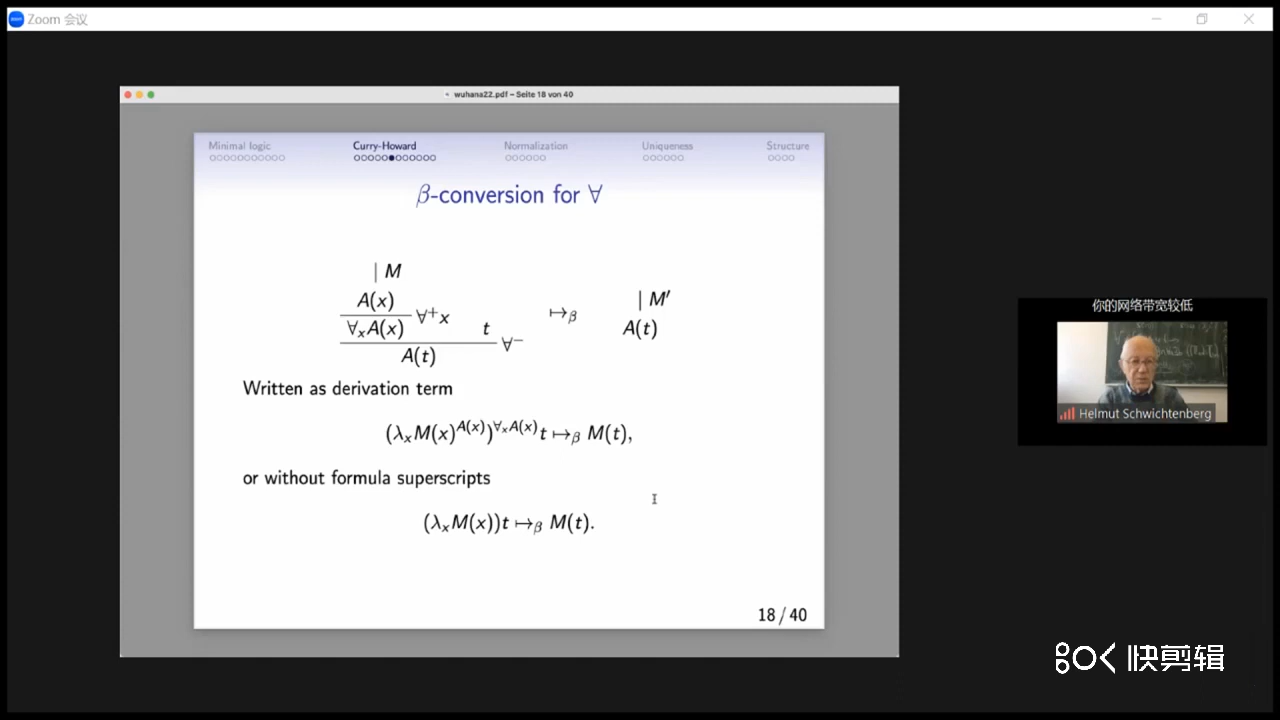 zoom Zoom 会议
wuhana22.pdf – Seite 18 von 40
Minimal logic Curry-Howard Normalization Uniqueness Structure
β-conversion for ∀
| M
A(x)
∀⁺x
∀ₓA(x) t
∀⁻
A(t)
↦β
| M′
A(t)
Written as derivation term
(λₓM(x)^A(x))^∀ₓA(x) t ↦β M(t),
or without formula superscripts
(λₓM(x))t ↦β M(t).
18 / 40
你的网络带宽较低
Helmut Schwichtenberg
快剪辑